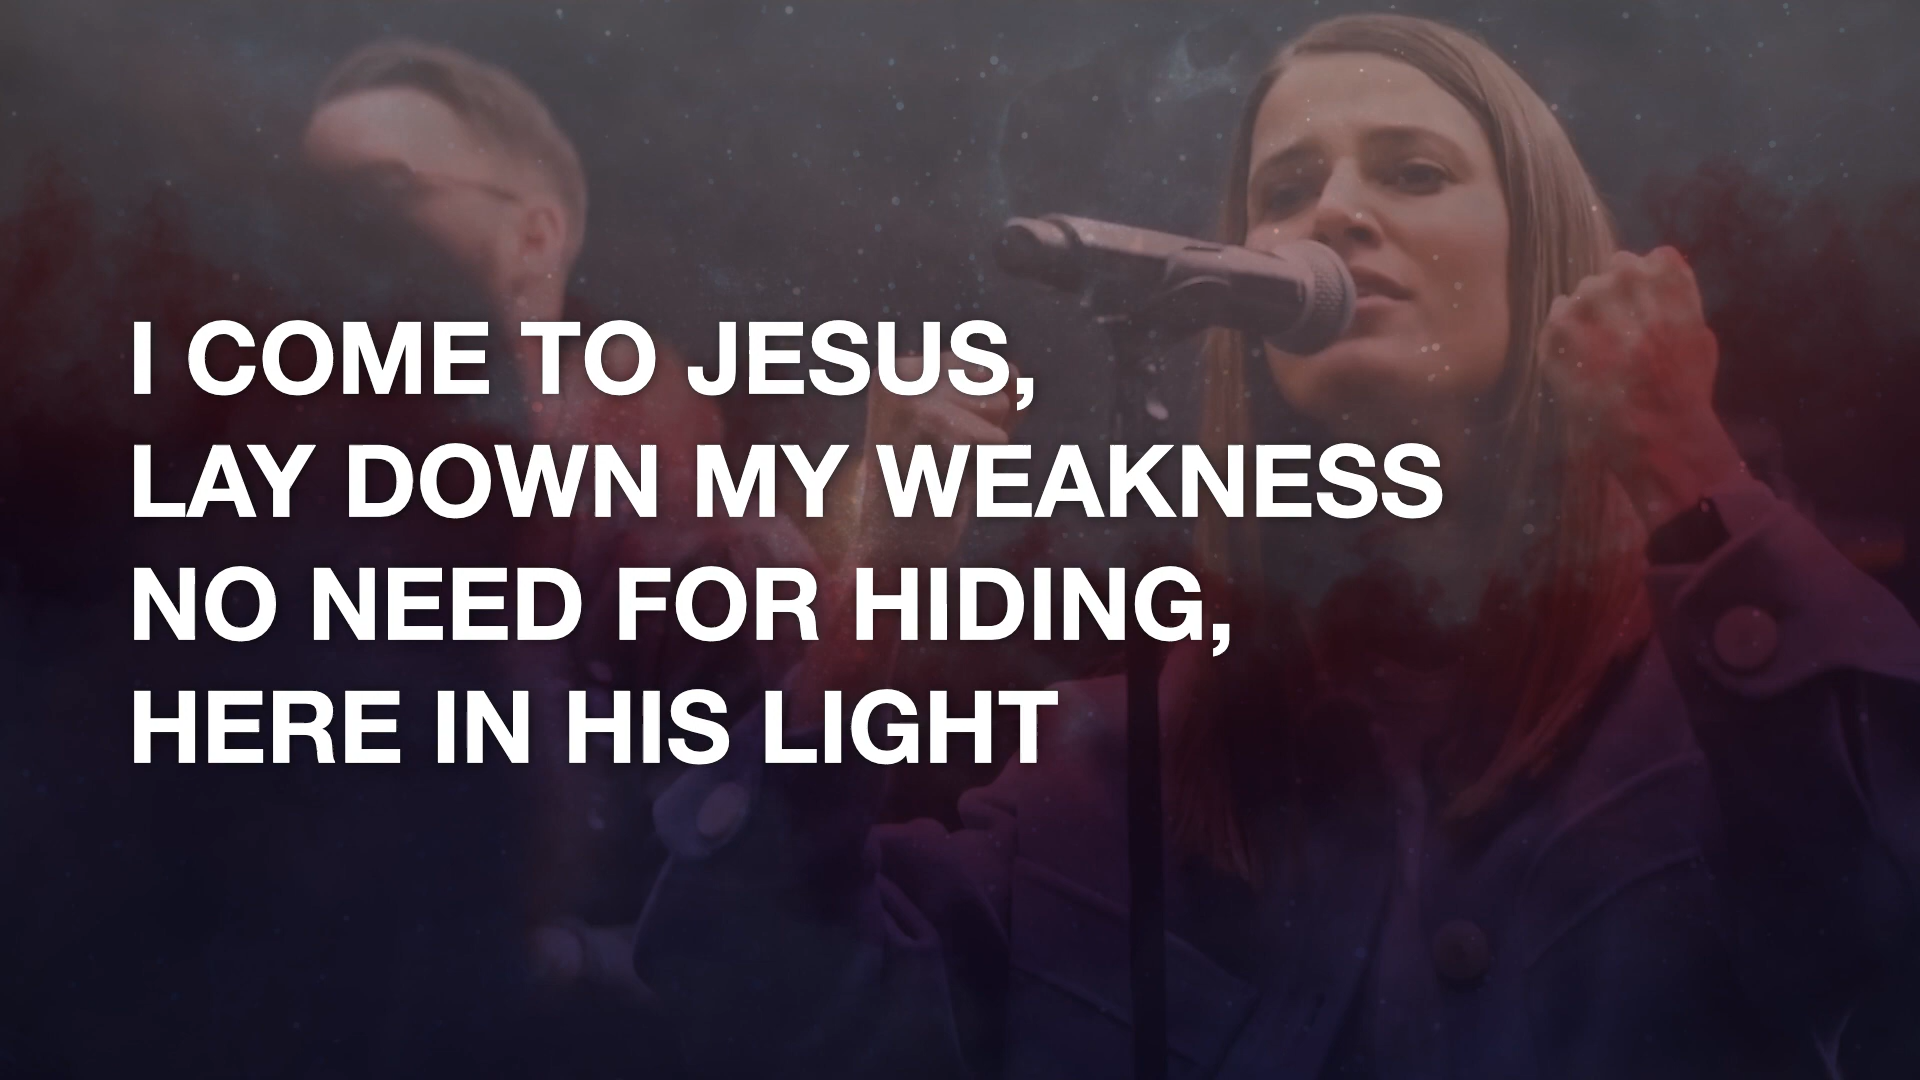 I COME TO JESUS,
LAY DOWN MY WEAKNESS
NO NEED FOR HIDING,
HERE IN HIS LIGHT